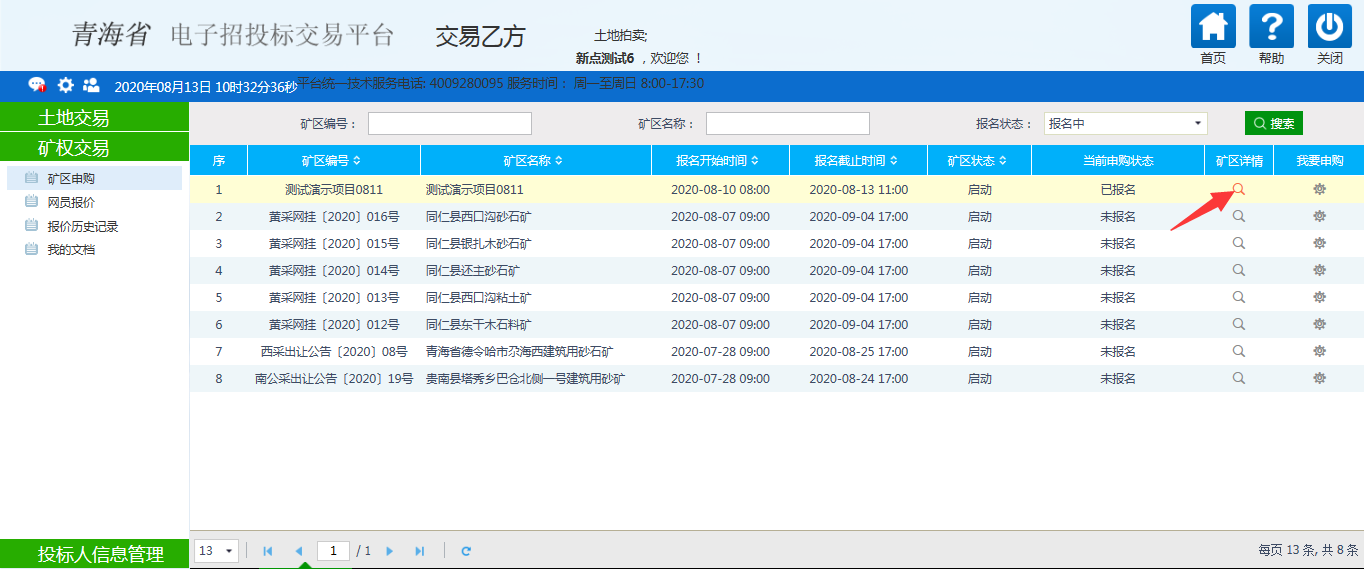 青海省 电子招投标交易平台 交易乙方
土地拍卖;
新点测试6 ，欢迎您 ！
首页 帮助 关闭
2020年08月13日 10时32分36秒
平台统一技术服务电话: 4009280095 服务时间： 周一至周日 8:00-17:30
土地交易
矿权交易
矿区申购
网员报价
报价历史记录
我的文档
投标人信息管理
矿区编号： 矿区名称： 报名状态： 报名中 搜索
序 矿区编号 矿区名称 报名开始时间 报名截止时间 矿区状态 当前申购状态 矿区详情 我要申购
1 测试演示项目0811 测试演示项目0811 2020-08-10 08:00 2020-08-13 11:00 启动 已报名
2 黄采网挂〔2020〕016号 同仁县西口沟砂石矿 2020-08-07 09:00 2020-09-04 17:00 启动 未报名
3 黄采网挂〔2020〕015号 同仁县银扎木砂石矿 2020-08-07 09:00 2020-09-04 17:00 启动 未报名
4 黄采网挂〔2020〕014号 同仁县还主砂石矿 2020-08-07 09:00 2020-09-04 17:00 启动 未报名
5 黄采网挂〔2020〕013号 同仁县西口沟粘土矿 2020-08-07 09:00 2020-09-04 17:00 启动 未报名
6 黄采网挂〔2020〕012号 同仁县东干木石料矿 2020-08-07 09:00 2020-09-04 17:00 启动 未报名
7 西采出让公告〔2020〕08号 青海省德令哈市尕海西建筑用砂石矿 2020-07-28 09:00 2020-08-25 17:00 启动 未报名
8 南公采出让公告〔2020〕19号 贵南县塔秀乡巴仓北侧一号建筑用砂矿 2020-07-28 09:00 2020-08-24 17:00 启动 未报名
13 1 / 1 每页 13 条, 共 8 条